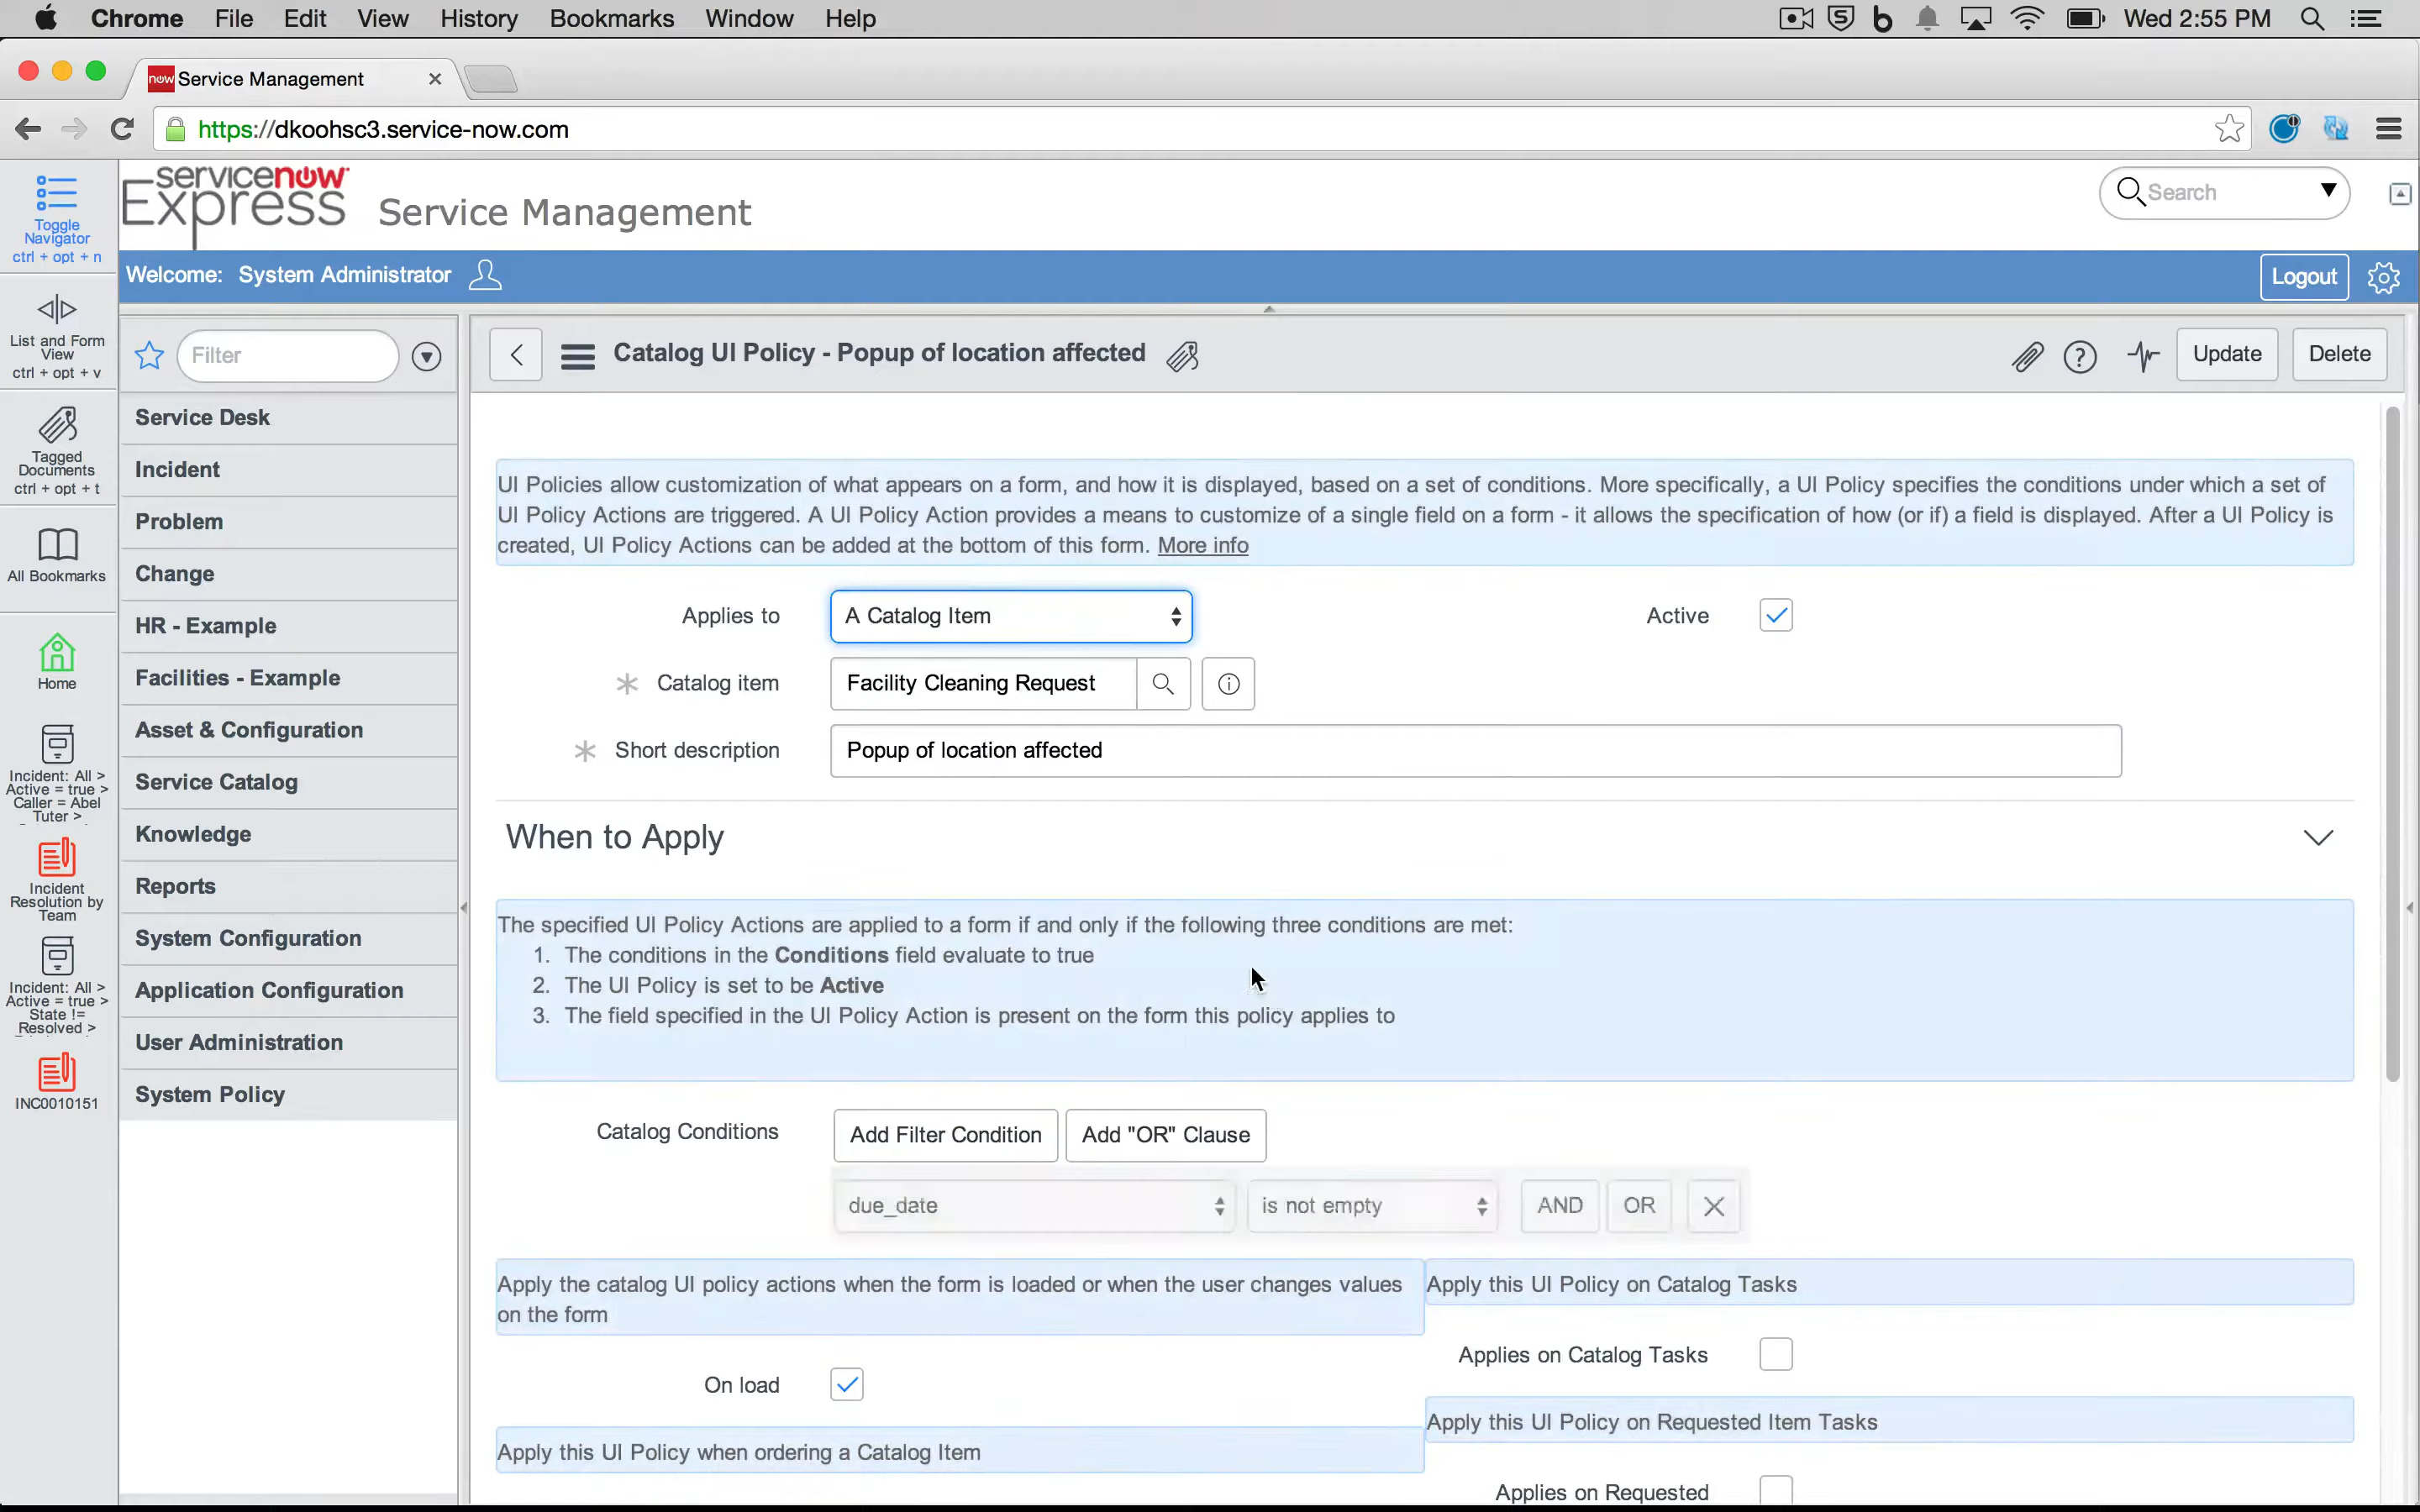 Chrome File Edit View History Bookmarks Window Help Wed 2:55 PM
now Service Management
https://dkoohsc3.service-now.com
servicenow
Express Service Management
Search
Welcome: System Administrator Logout
Toggle
Navigator
ctrl + opt + n
List and Form
View
ctrl + opt + v
Tagged
Documents
ctrl + opt + t
All Bookmarks
Home
Incident: All >
Active = true >
Caller = Abel
Tuter >
Incident
Resolution by
Team
Incident: All >
Active = true >
State !=
Resolved >
INC0010151
Filter
Service Desk
Incident
Problem
Change
HR - Example
Facilities - Example
Asset & Configuration
Service Catalog
Knowledge
Reports
System Configuration
Application Configuration
User Administration
System Policy
Catalog UI Policy - Popup of location affected
Update Delete
UI Policies allow customization of what appears on a form, and how it is displayed, based on a set of conditions. More specifically, a UI Policy specifies the conditions under which a set of
UI Policy Actions are triggered. A UI Policy Action provides a means to customize of a single field on a form - it allows the specification of how (or if) a field is displayed. After a UI Policy is
created, UI Policy Actions can be added at the bottom of this form. More info
Applies to A Catalog Item Active
Catalog item Facility Cleaning Request
Short description Popup of location affected
When to Apply
The specified UI Policy Actions are applied to a form if and only if the following three conditions are met:
1. The conditions in the Conditions field evaluate to true
2. The UI Policy is set to be Active
3. The field specified in the UI Policy Action is present on the form this policy applies to
Catalog Conditions Add Filter Condition Add "OR" Clause
due_date is not empty AND OR
Apply the catalog UI policy actions when the form is loaded or when the user changes values
on the form
On load
Apply this UI Policy when ordering a Catalog Item
Apply this UI Policy on Catalog Tasks
Applies on Catalog Tasks
Apply this UI Policy on Requested Item Tasks
Applies on Requested